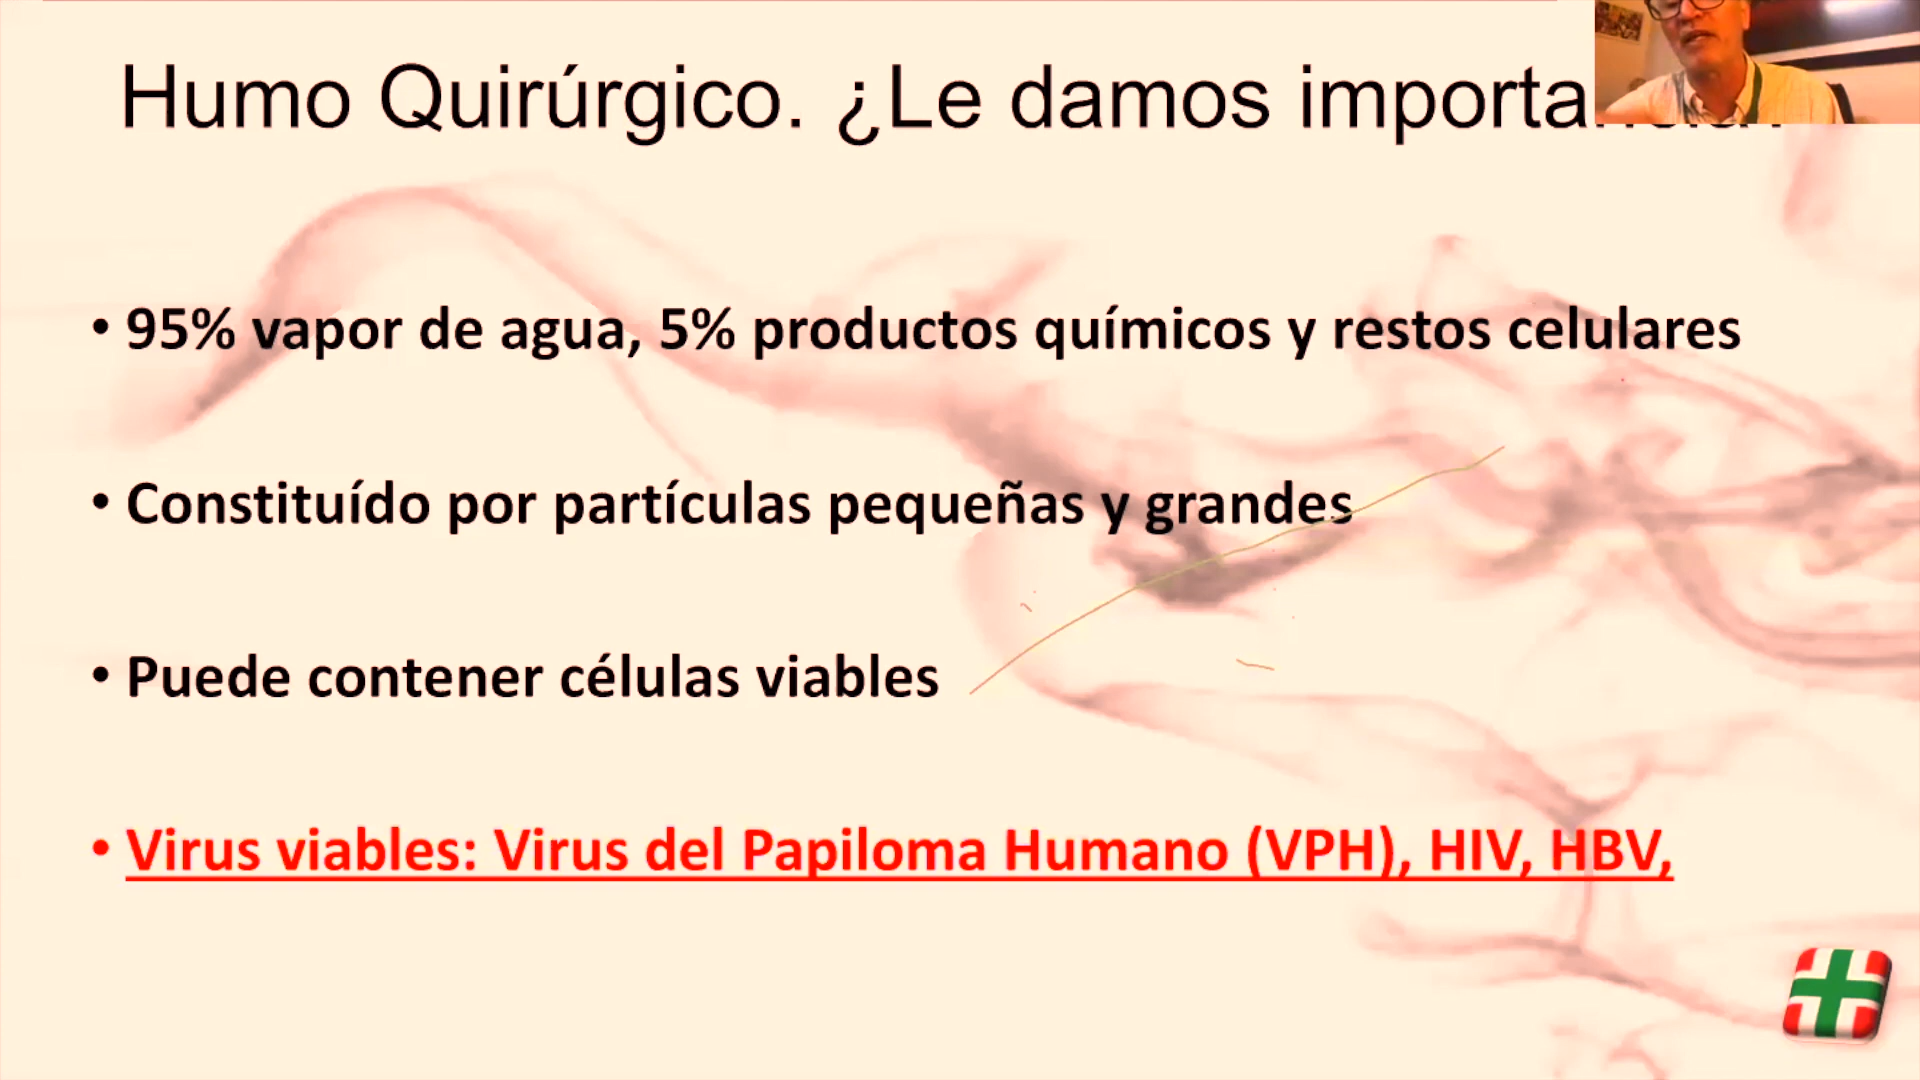 Humo Quirúrgico. ¿Le damos
• 95% vapor de agua, 5% productos químicos y restos celulares
• Constituído por partículas pequeñas y grandes
• Puede contener células viables
• Virus viables: Virus del Papiloma Humano (VPH), HIV, HBV,